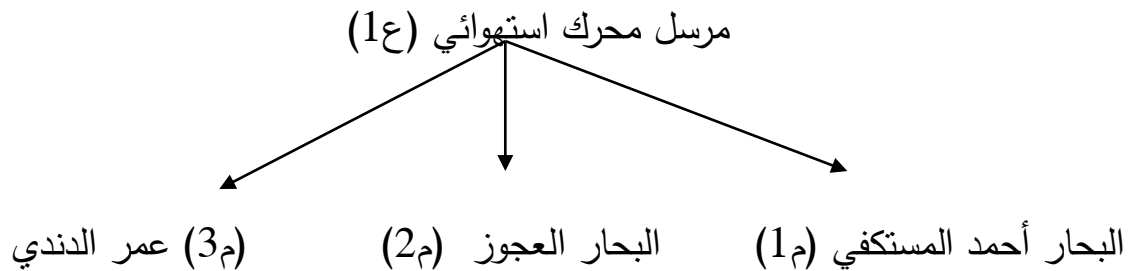 مرسل محرك استهوائي (ع1)
البحار أحمد المستكفي (م1) البحار العجوز (م2) (م3) عمر الدندي